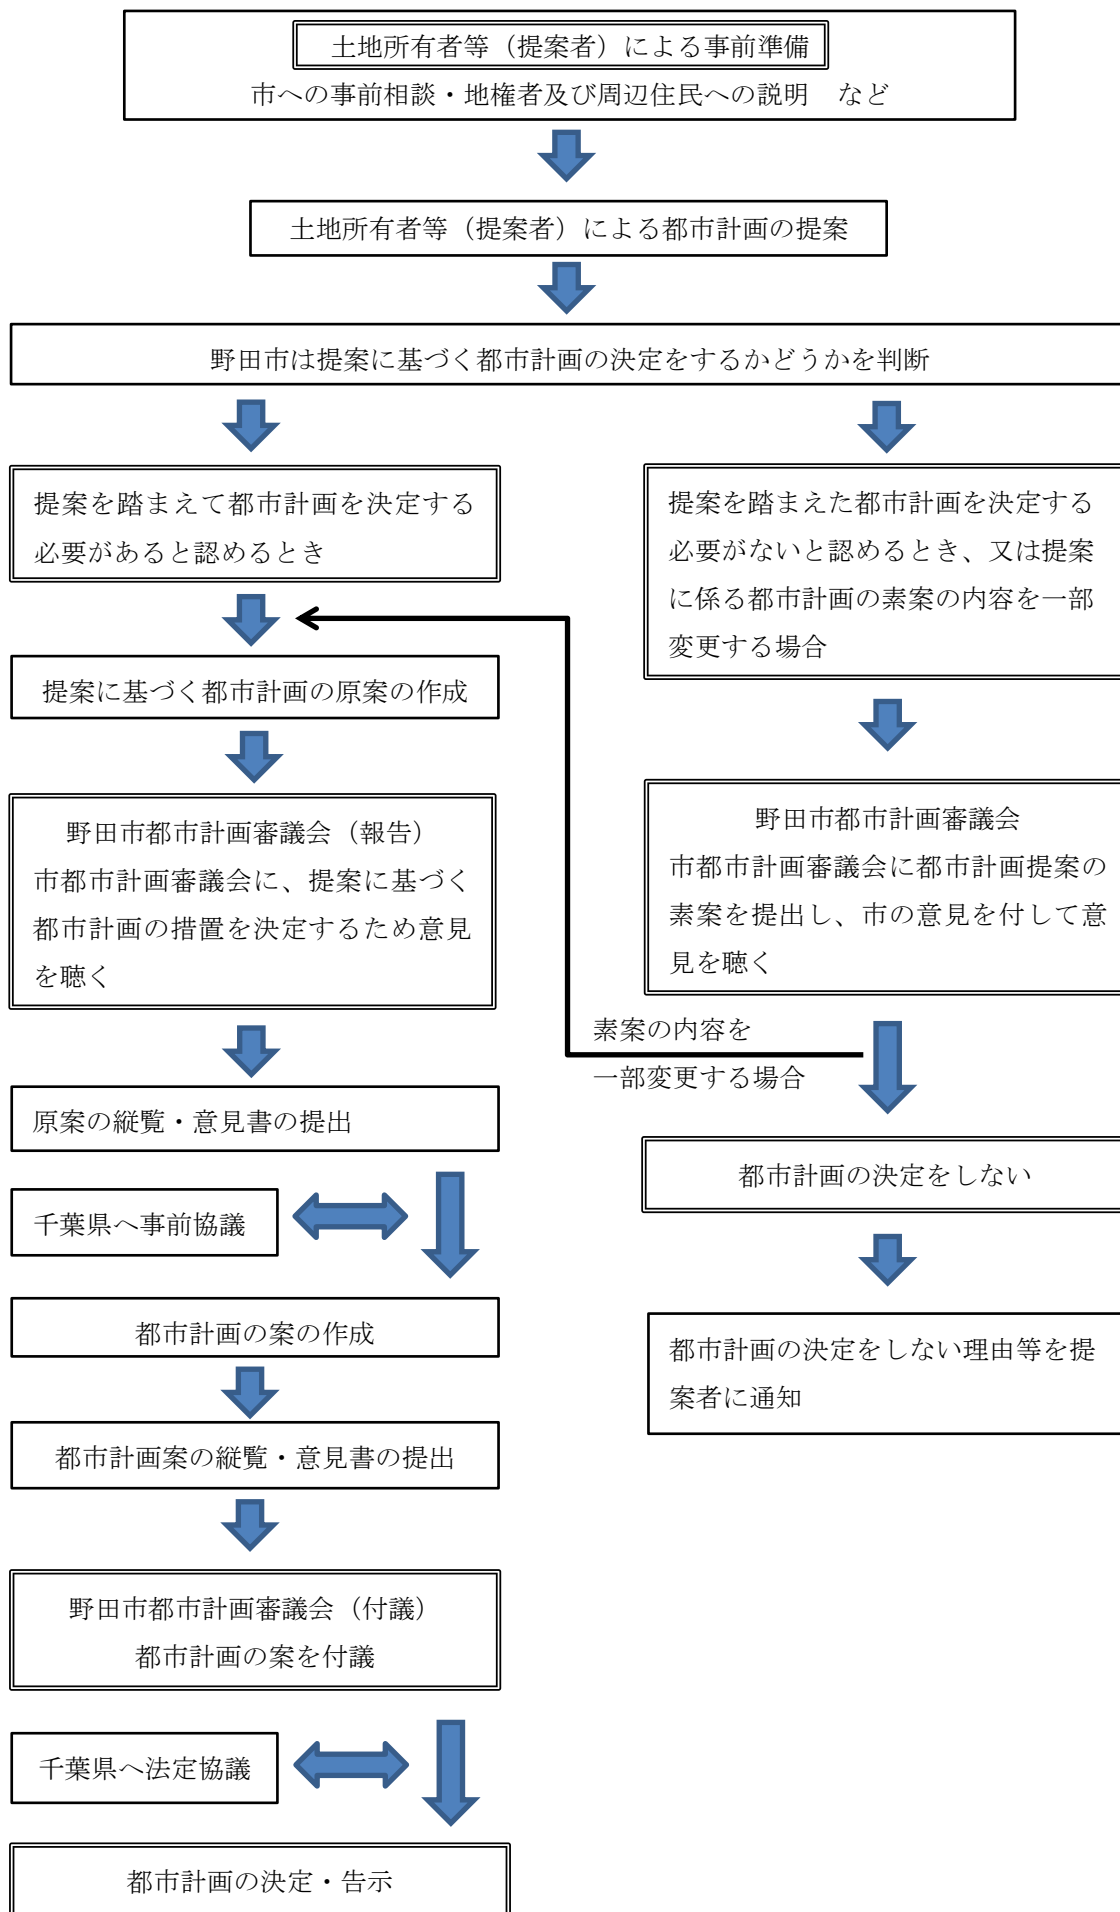 土地所有者等（提案者）による事前準備
市への事前相談・地権者及び周辺住民への説明　など
土地所有者等（提案者）による都市計画の提案
野田市は提案に基づく都市計画の決定をするかどうかを判断
提案を踏まえて都市計画を決定する
必要があると認めるとき
提案に基づく都市計画の原案の作成
野田市都市計画審議会（報告）
市都市計画審議会に、提案に基づく
都市計画の措置を決定するため意見
を聴く
原案の縦覧・意見書の提出
千葉県へ事前協議
都市計画の案の作成
都市計画案の縦覧・意見書の提出
野田市都市計画審議会（付議）
都市計画の案を付議
千葉県へ法定協議
都市計画の決定・告示
提案を踏まえた都市計画を決定する
必要がないと認めるとき、又は提案
に係る都市計画の素案の内容を一部
変更する場合
野田市都市計画審議会
市都市計画審議会に都市計画提案の
素案を提出し、市の意見を付して意
見を聴く
素案の内容を
一部変更する場合
都市計画の決定をしない
都市計画の決定をしない理由等を提
案者に通知